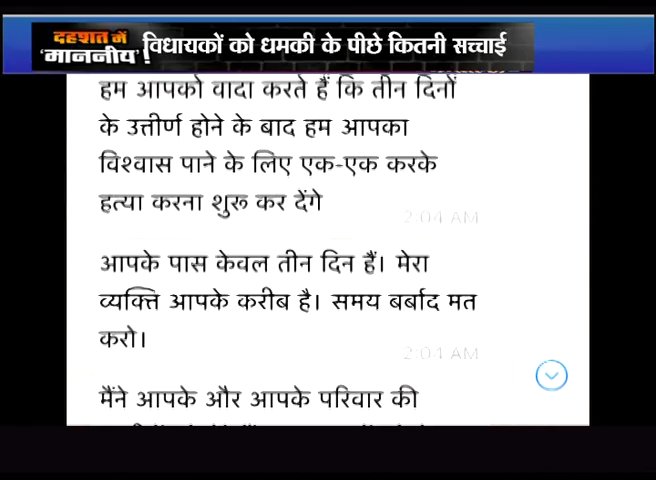 दहशत में
'माननीय'!
विधायकों को धमकी के पीछे कितनी सच्चाई
हम आपको वादा करते हैं कि तीन दिनों
के उत्तीर्ण होने के बाद हम आपका
विश्वास पाने के लिए एक-एक करके
हत्या करना शुरू कर देंगे
2:04 AM
आपके पास केवल तीन दिन हैं। मेरा
व्यक्ति आपके करीब है। समय बर्बाद मत
करो।
2:04 AM
मैंने आपके और आपके परिवार की